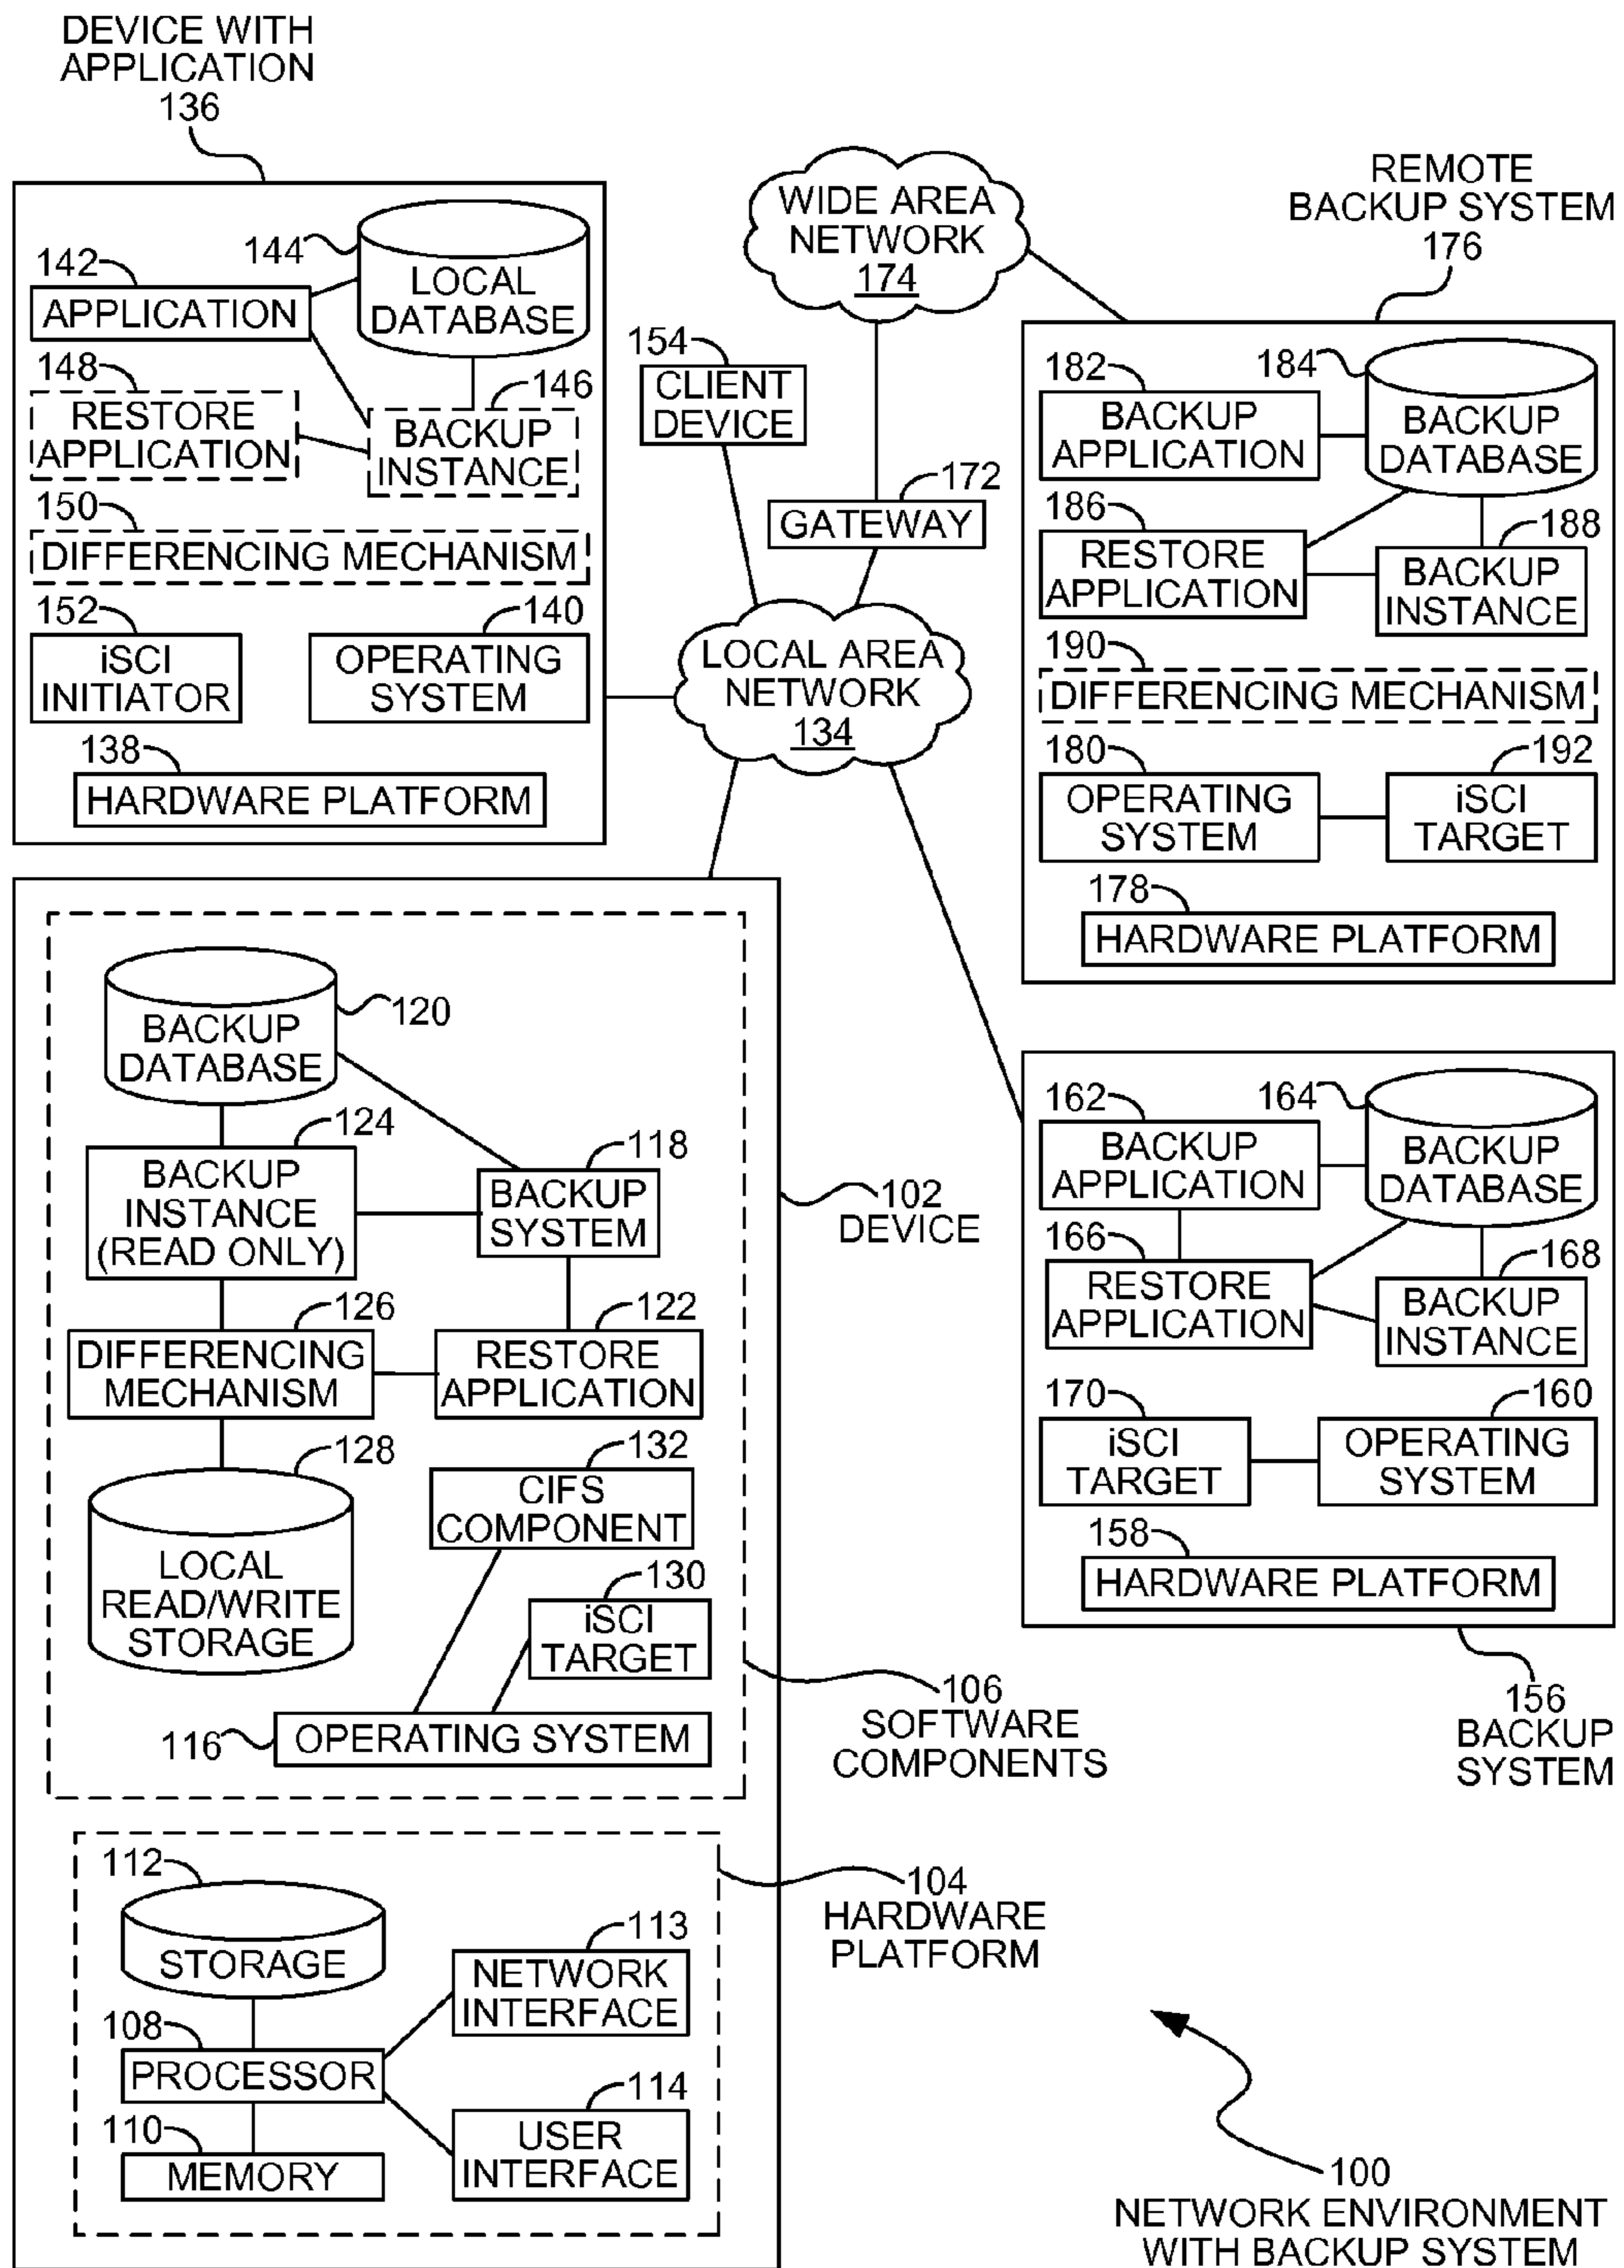 DEVICE WITH
APPLICATION
136
144
142
LOCAL
DATABASE
APPLICATION
148
146
RESTORE
APPLICATION
BACKUP
INSTANCE
150
DIFFERENCING MECHANISM
152
140
iSCI
INITIATOR
OPERATING
SYSTEM
138
HARDWARE PLATFORM
WIDE AREA
NETWORK
174
154
CLIENT
DEVICE
172
GATEWAY
LOCAL AREA
NETWORK
134
REMOTE
BACKUP SYSTEM
176
182
184
BACKUP
APPLICATION
BACKUP
DATABASE
186
188
RESTORE
APPLICATION
BACKUP
INSTANCE
190
DIFFERENCING MECHANISM
180
192
OPERATING
SYSTEM
iSCI
TARGET
178
HARDWARE PLATFORM
120
BACKUP
DATABASE
124
118
BACKUP
INSTANCE
(READ ONLY)
BACKUP
SYSTEM
102
DEVICE
126
122
DIFFERENCING
MECHANISM
RESTORE
APPLICATION
128
132
CIFS
COMPONENT
LOCAL
READ/WRITE
STORAGE
130
iSCI
TARGET
116
OPERATING SYSTEM
106
SOFTWARE
COMPONENTS
162
164
BACKUP
APPLICATION
BACKUP
DATABASE
166
168
RESTORE
APPLICATION
BACKUP
INSTANCE
170
160
iSCI
TARGET
OPERATING
SYSTEM
158
HARDWARE PLATFORM
156
BACKUP
SYSTEM
112
STORAGE
113
NETWORK
INTERFACE
104
HARDWARE
PLATFORM
108
PROCESSOR
114
USER
INTERFACE
110
MEMORY
100
NETWORK ENVIRONMENT
WITH BACKUP SYSTEM